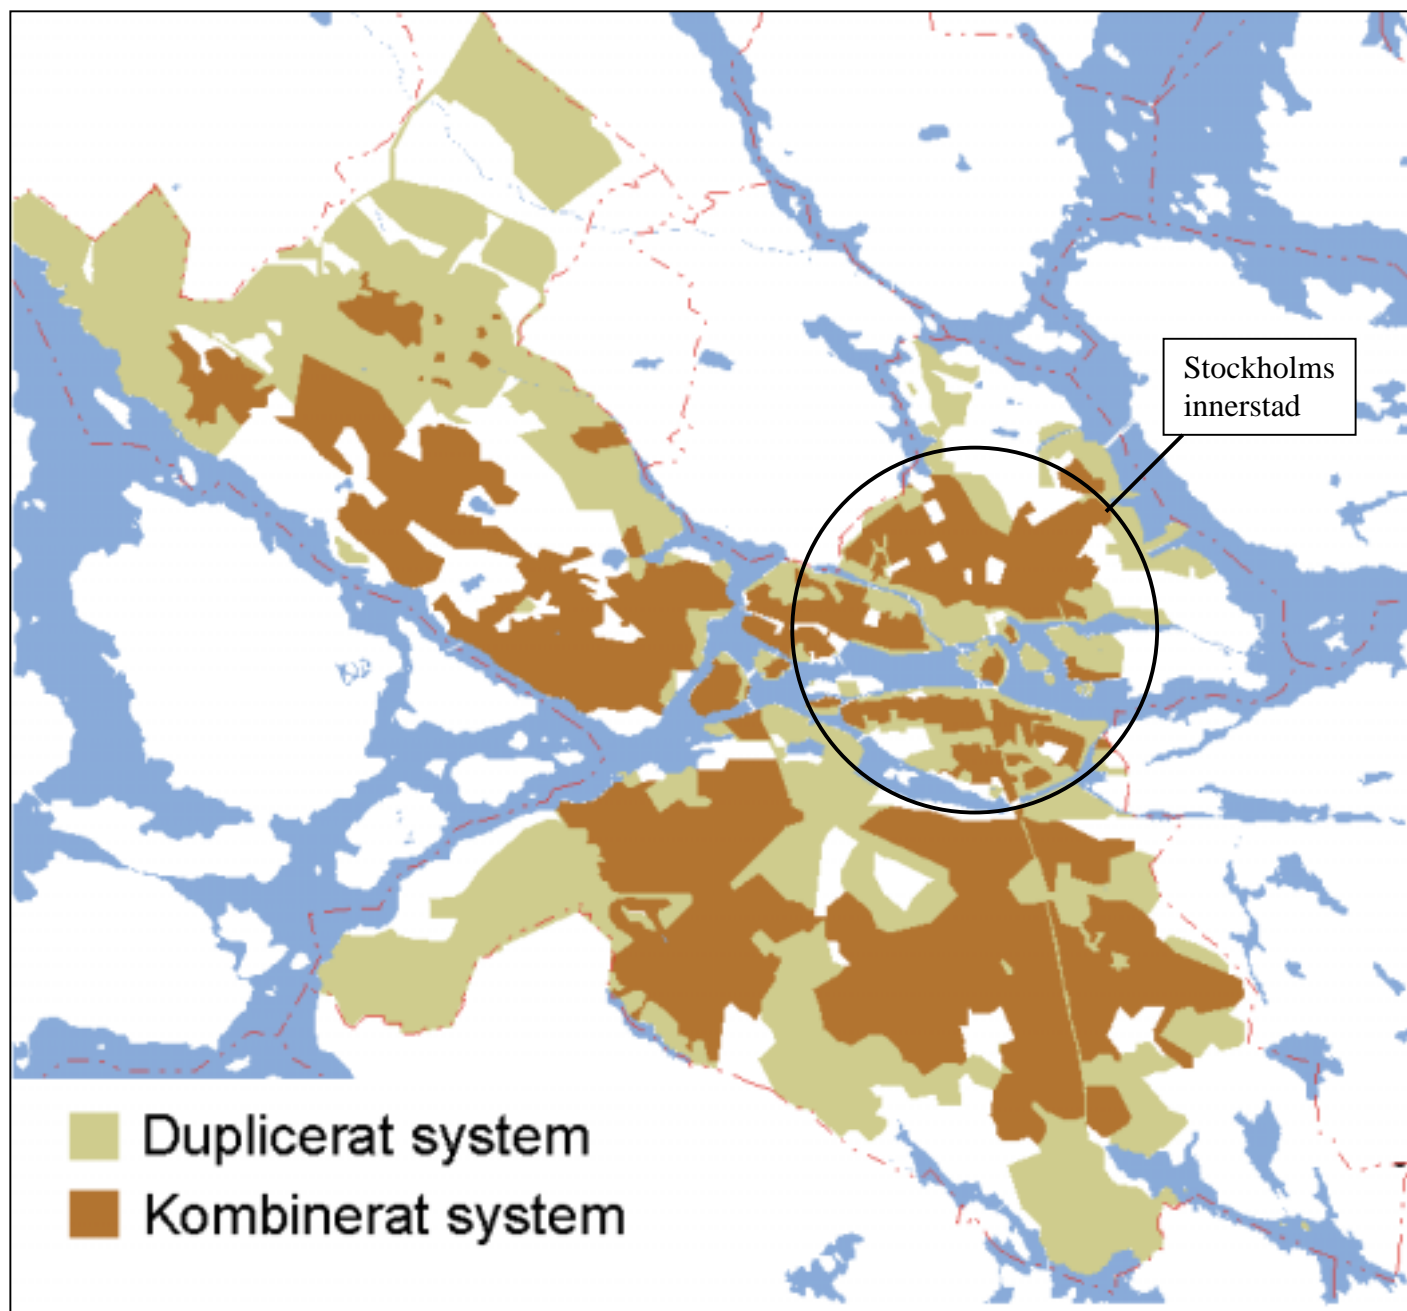 Stockholms
innerstad
Duplicerat system
Kombinerat system